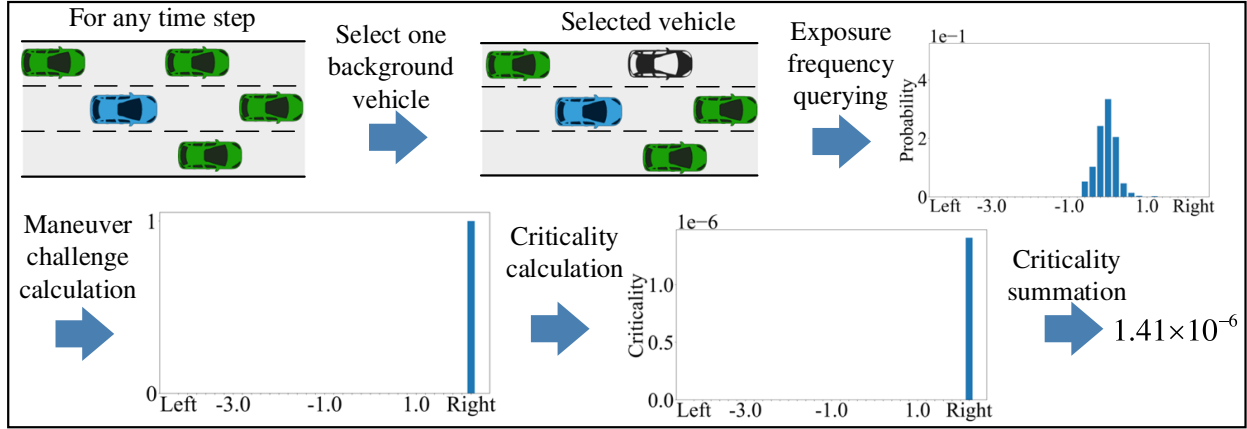 For any time step
Select one
background
vehicle
Selected vehicle
Exposure
frequency
querying
1e-1
Probability
4
2
0
Left -3.0 -1.0 1.0 Right
Maneuver
challenge
calculation
1
0
Left -3.0 -1.0 1.0 Right
Criticality
calculation
1e-6
Criticality
1.0
0.5
0.0
Left -3.0 -1.0 1.0 Right
Criticality
summation
1.41×10⁻⁶